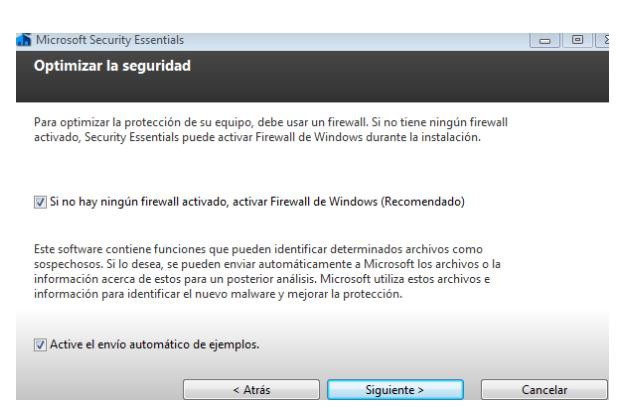 Microsoft Security Essentials
Optimizar la seguridad
Para optimizar la protección de su equipo, debe usar un firewall. Si no tiene ningún firewall
activado, Security Essentials puede activar Firewall de Windows durante la instalación.
Si no hay ningún firewall activado, activar Firewall de Windows (Recomendado)
Este software contiene funciones que pueden identificar determinados archivos como
sospechosos. Si lo desea, se pueden enviar automáticamente a Microsoft los archivos o la
información acerca de estos para un posterior análisis. Microsoft utiliza estos archivos e
información para identificar el nuevo malware y mejorar la protección.
Active el envío automático de ejemplos.
< Atrás Siguiente > Cancelar